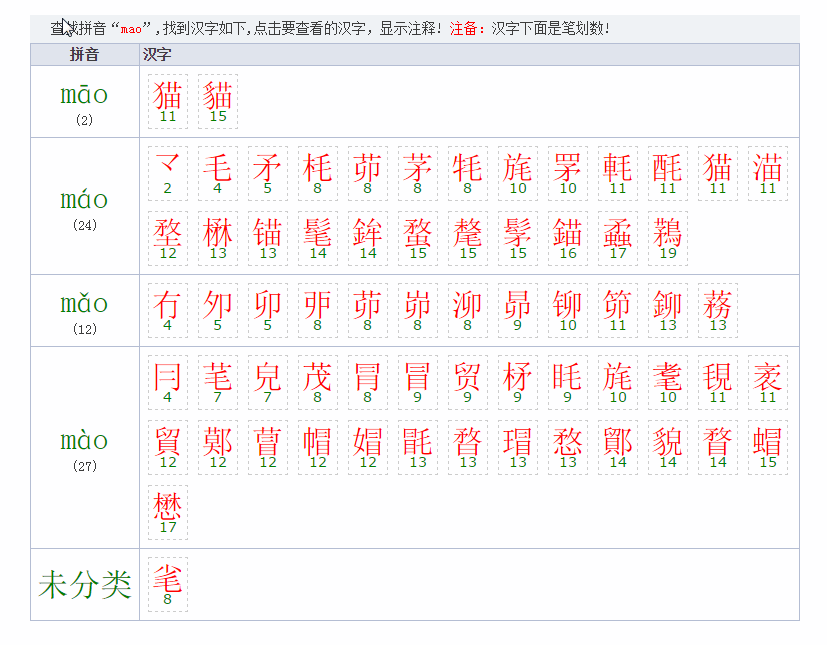 查找拼音“mao”,找到汉字如下,点击要查看的汉字，显示注释！注备：汉字下面是笔划数！
拼音 汉字
māo
(2)
猫 貓
11 15
máo
(24)
龴 毛 矛 枆 茆 茅 牦 旄 罞 軞 酕 猫 渵
2 4 5 8 8 8 8 10 10 11 11 11 11
堥 楙 锚 髦 鉾 蝥 氂 髳 錨 蟊 鶜
12 13 13 14 14 15 15 15 16 17 19
mǎo
(12)
冇 夘 卯 戼 茆 峁 泖 昴 铆 笷 鉚 蓩
4 5 5 8 8 8 8 9 10 11 13 13
mào
(27)
冃 芼 皃 茂 冐 冒 贸 柕 眊 旄 耄 覒 袤
4 7 7 8 8 9 9 9 9 10 10 11 11
貿 鄚 萺 帽 媢 毷 瞀 瑁 愗 鄮 貌 瞀 蝐
12 12 12 12 12 13 13 13 13 14 14 14 15
懋
17
未分类
毟
8